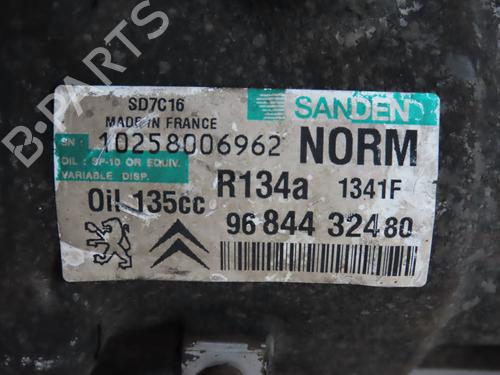 B-PARTS
SD7C16
MADE IN FRANCE
SANDEN
SN : 10258006962
NORM
OIL : SP-10 OR EQUIV.
VARIABLE DISP.
R134a 1341F
Oil 135cc
96 844 324 80